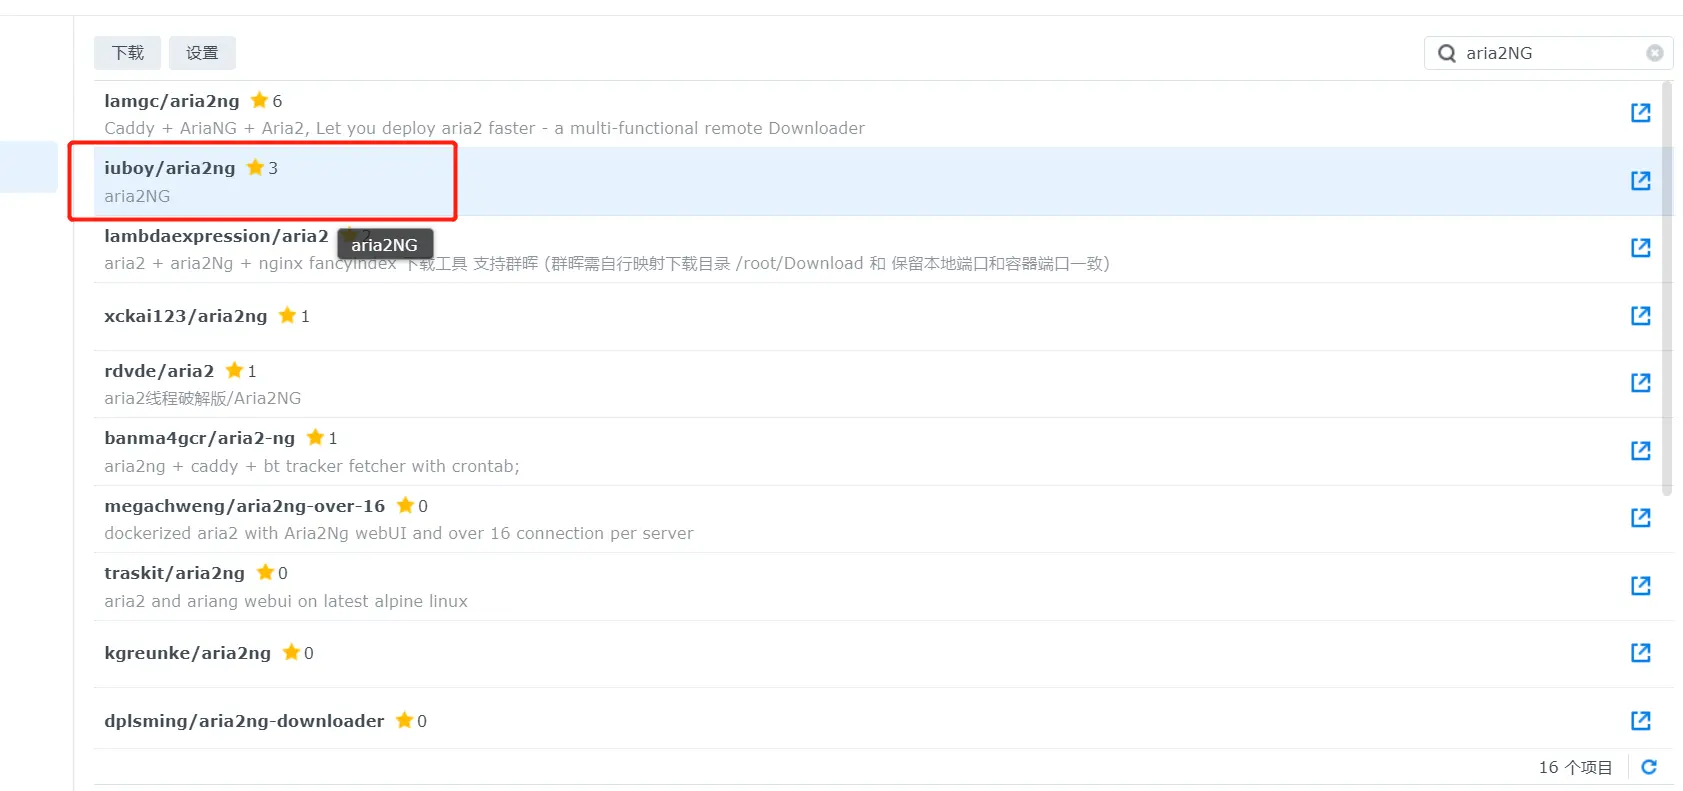 下载 设置 aria2NG
lamgc/aria2ng 6
Caddy + AriaNG + Aria2, Let you deploy aria2 faster - a multi-functional remote Downloader
iuboy/aria2ng 3
aria2NG
lambdaexpression/aria2 2
aria2NG
aria2 + aria2Ng + nginx fancyindex 下载工具 支持群晖 (群晖需自行映射下载目录 /root/Download 和 保留本地端口和容器端口一致)
xckai123/aria2ng 1
rdvde/aria2 1
aria2线程破解版/Aria2NG
banma4gcr/aria2-ng 1
aria2ng + caddy + bt tracker fetcher with crontab;
megachweng/aria2ng-over-16 0
dockerized aria2 with Aria2Ng webUI and over 16 connection per server
traskit/aria2ng 0
aria2 and ariang webui on latest alpine linux
kgreunke/aria2ng 0
dplsming/aria2ng-downloader 0
16 个项目